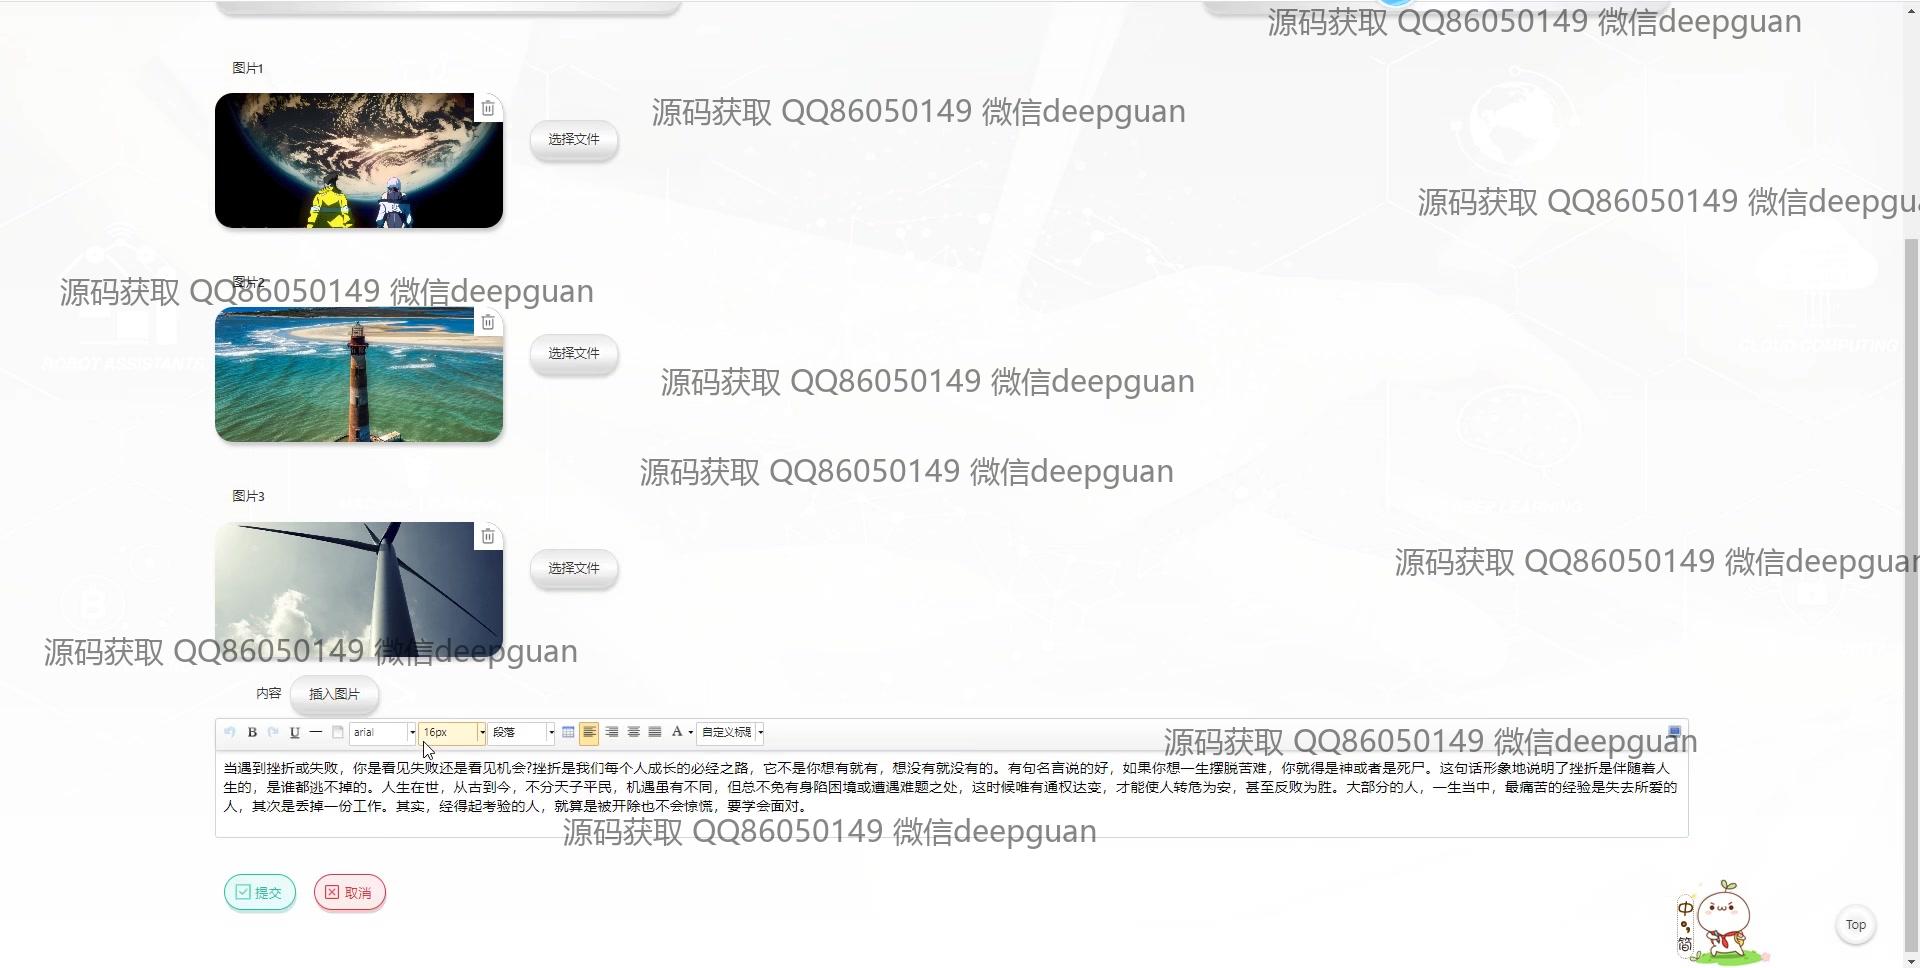 源码获取 QQ86050149 微信deepguan
图片1
源码获取 QQ86050149 微信deepguan
选择文件
源码获取 QQ86050149 微信deepgua
图片2
源码获取 QQ86050149 微信deepguan
选择文件
ROBOT ASSISTANTS
CLOUD COMPUTING
源码获取 QQ86050149 微信deepguan
源码获取 QQ86050149 微信deepguan
图片3
选择文件
源码获取 QQ86050149 微信deepguan
源码获取 QQ86050149 微信deepguan
内容 插入图片
B U arial 16px 段落 A 自定义标题
源码获取 QQ86050149 微信deepguan
当遇到挫折或失败，你是看见失败还是看见机会?挫折是我们每个人成长的必经之路，它不是你想有就有，想没有就没有的。有句名言说的好，如果你想一生摆脱苦难，你就得是神或者是死尸。这句话形象地说明了挫折是伴随着人
生的，是谁都逃不掉的。人生在世，从古到今，不分天子平民，机遇虽有不同，但总不免有身陷困境或遭遇难题之处，这时候唯有通权达变，才能使人转危为安，甚至反败为胜。大部分的人，一生当中，最痛苦的经验是失去所爱的
人，其次是丢掉一份工作。其实，经得起考验的人，就算是被开除也不会惊慌，要学会面对。
源码获取 QQ86050149 微信deepguan
提交 取消
中
简
Top